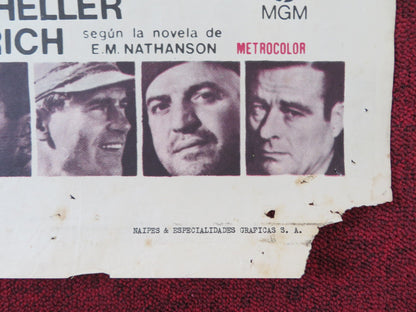 HELLER
MGM
RICH
según la novela de
E.M. NATHANSON
METROCOLOR
NAIPES & ESPECIALIDADES GRAFICAS S. A.